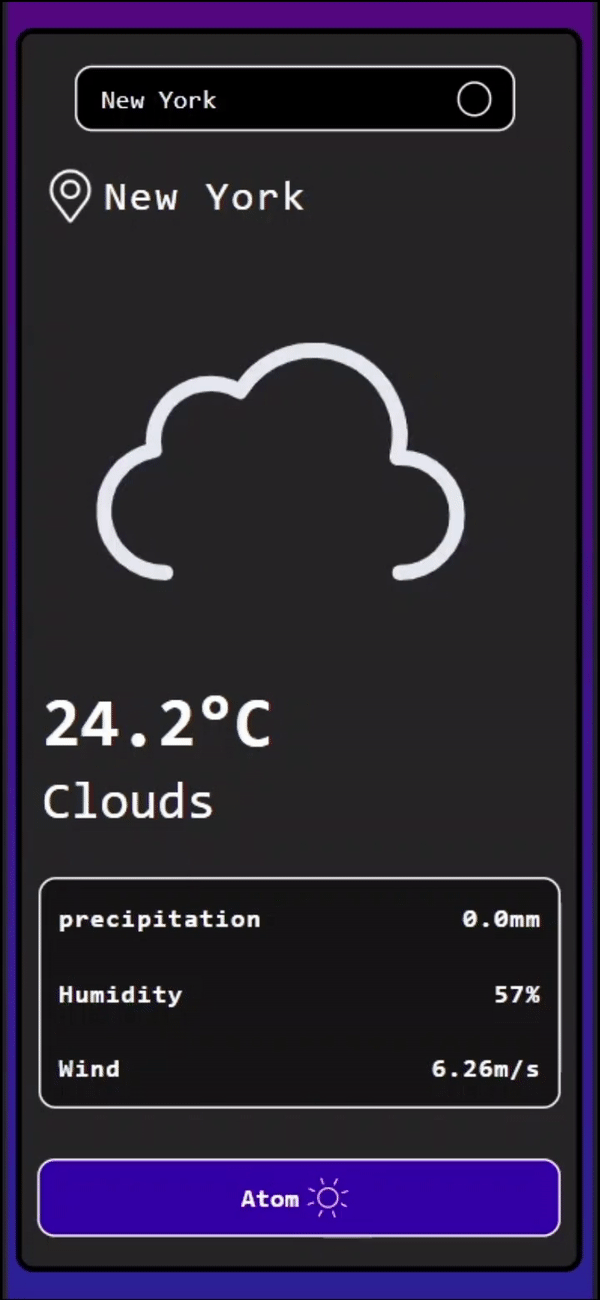 New York
New York
24.2°C
Clouds
precipitation 0.0mm
Humidity 57%
Wind 6.26m/s
Atom